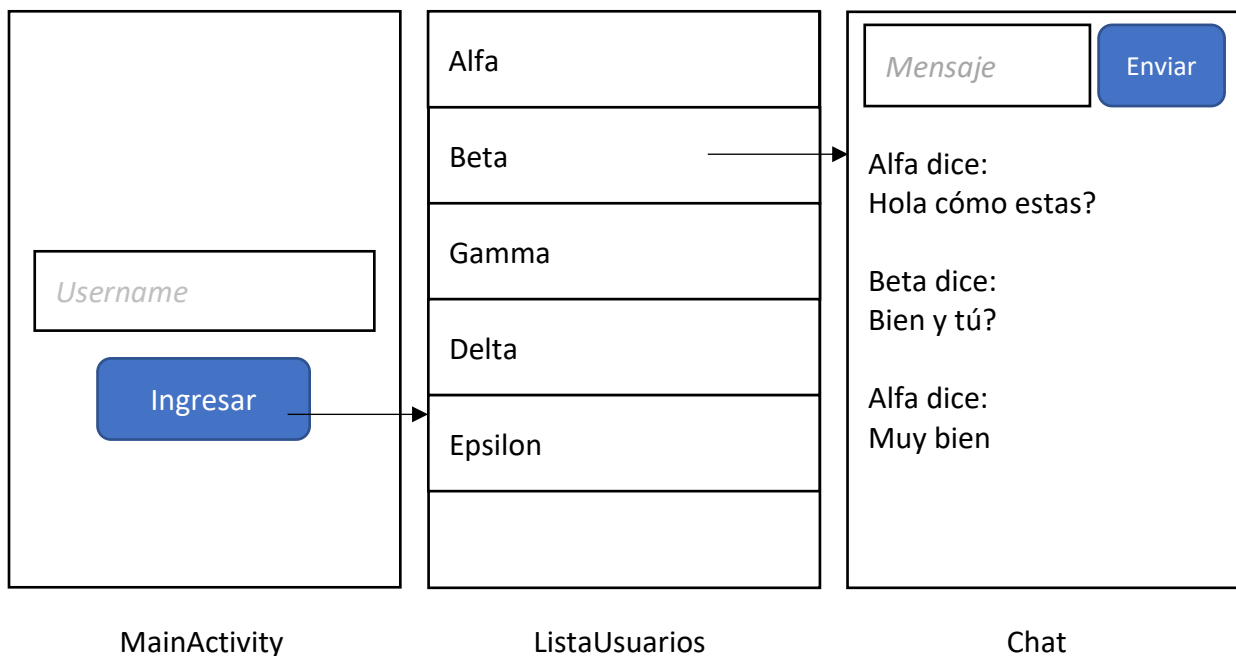 Username
Ingresar
MainActivity
Alfa
Beta
Gamma
Delta
Epsilon
ListaUsuarios
Mensaje
Enviar
Alfa dice:
Hola cómo estas?
Beta dice:
Bien y tú?
Alfa dice:
Muy bien
Chat